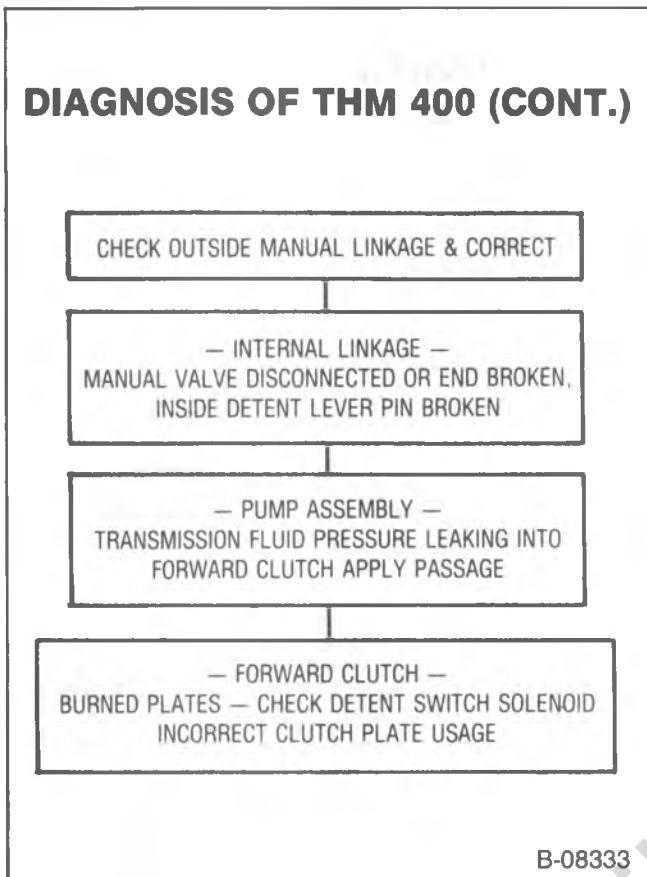 DIAGNOSIS OF THM 400 (CONT.)
CHECK OUTSIDE MANUAL LINKAGE & CORRECT
— INTERNAL LINKAGE —
MANUAL VALVE DISCONNECTED OR END BROKEN,
INSIDE DETENT LEVER PIN BROKEN
— PUMP ASSEMBLY —
TRANSMISSION FLUID PRESSURE LEAKING INTO
FORWARD CLUTCH APPLY PASSAGE
— FORWARD CLUTCH —
BURNED PLATES — CHECK DETENT SWITCH SOLENOID
INCORRECT CLUTCH PLATE USAGE
B-08333